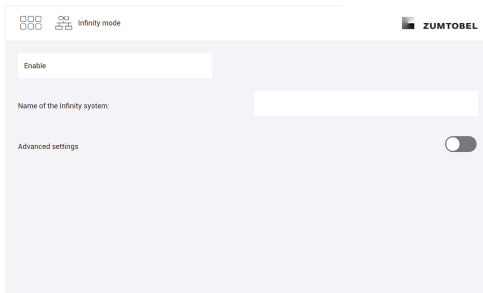 Infinity mode
ZUMTOBEL
Enable
Name of the Infinity system:
Advanced settings